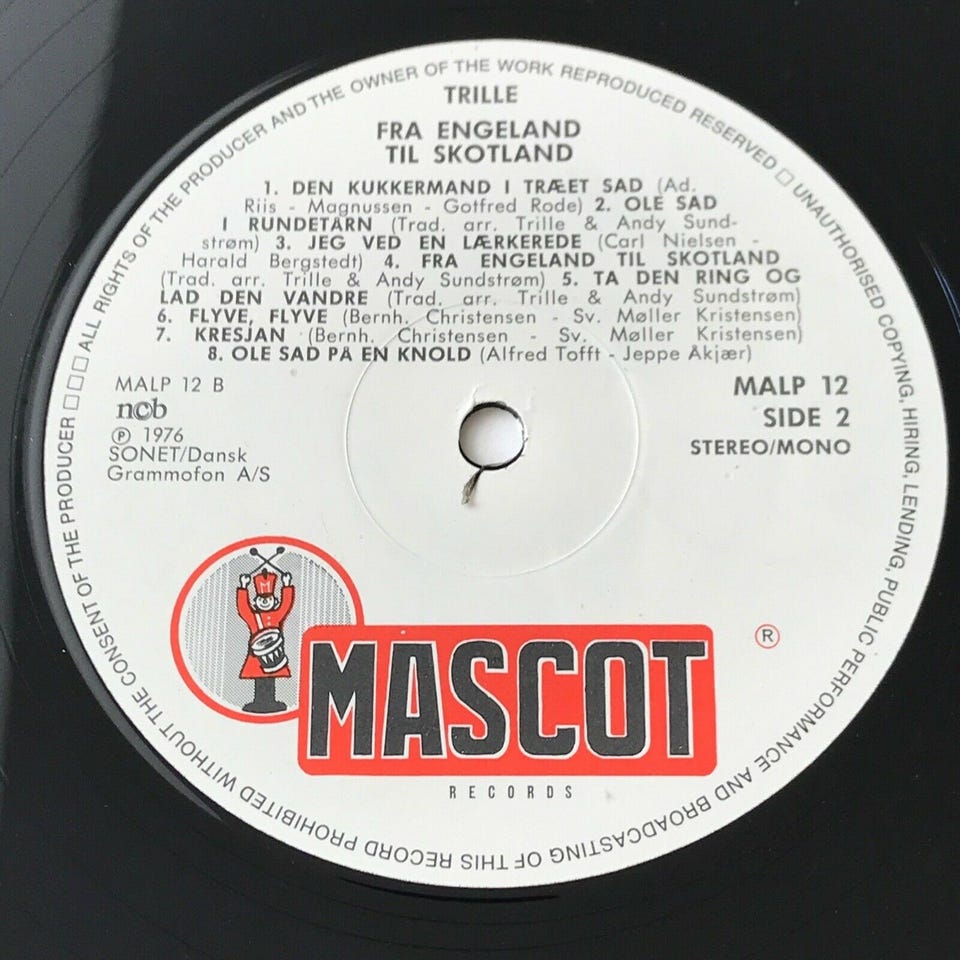 □□□ ALL RIGHTS OF THE PRODUCER AND THE OWNER OF THE WORK REPRODUCED RESERVED □ UNAUTHORISED COPYING, HIRING, LENDING, PUBLIC PERFORMANCE AND BROADCASTING OF THIS RECORD PROHIBITED WITHOUT THE CONSENT OF THE PRODUCER
TRILLE
FRA ENGELAND
TIL SKOTLAND
1. DEN KUKKERMAND I TRÆET SAD (Ad.
Riis - Magnussen - Gotfred Rode) 2. OLE SAD
I RUNDETÅRN (Trad. arr. Trille & Andy Sund-
strøm) 3. JEG VED EN LÆRKEREDE (Carl Nielsen -
Harald Bergstedt) 4. FRA ENGELAND TIL SKOTLAND
(Trad. arr. Trille & Andy Sundstrøm) 5. TA DEN RING OG
LAD DEN VANDRE (Trad. arr. Trille & Andy Sundstrøm)
6. FLYVE, FLYVE (Bernh. Christensen - Sv. Møller Kristensen)
7. KRESJAN (Bernh. Christensen - Sv. Møller Kristensen)
8. OLE SAD PÅ EN KNOLD (Alfred Tofft - Jeppe Åkjær)
MALP 12 B
ncb
℗ 1976
SONET/Dansk
Grammofon A/S
MALP 12
SIDE 2
STEREO/MONO
M
MASCOT ®
RECORDS